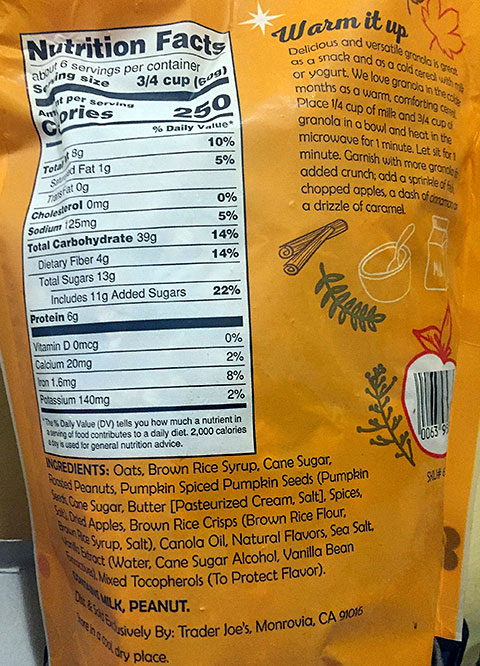 Nutrition Facts
about 6 servings per container
Serving size 3/4 cup (60g)
Amount per serving
Calories 250
% Daily Value*
Total Fat 8g 10%
Saturated Fat 1g 5%
Trans Fat 0g
Cholesterol 0mg 0%
Sodium 125mg 5%
Total Carbohydrate 39g 14%
Dietary Fiber 4g 14%
Total Sugars 13g
Includes 11g Added Sugars 22%
Protein 6g
Vitamin D 0mcg 0%
Calcium 20mg 2%
Iron 1.6mg 8%
Potassium 140mg 2%
*The % Daily Value (DV) tells you how much a nutrient in
a serving of food contributes to a daily diet. 2,000 calories
a day is used for general nutrition advice.
Warm it up
Delicious and versatile granola is great
as a snack and as a cold cereal with milk
or yogurt. We love granola in the colder
months as a warm, comforting cereal.
Place 1/4 cup of milk and 3/4 cup of
granola in a bowl and heat in the
microwave for 1 minute. Let sit for 1
minute. Garnish with more granola for
added crunch; add a sprinkle of
chopped apples, a dash of cinnamon or
a drizzle of caramel.
0063
INGREDIENTS: Oats, Brown Rice Syrup, Cane Sugar,
Roasted Peanuts, Pumpkin Spiced Pumpkin Seeds (Pumpkin
Seeds, Cane Sugar, Butter [Pasteurized Cream, Salt], Spices,
Salt), Dried Apples, Brown Rice Crisps (Brown Rice Flour,
Brown Rice Syrup, Salt), Canola Oil, Natural Flavors, Sea Salt,
Vanilla Extract (Water, Cane Sugar Alcohol, Vanilla Bean
Extractives), Mixed Tocopherols (To Protect Flavor).
CONTAINS MILK, PEANUT.
Dist. & Sold Exclusively By: Trader Joe's, Monrovia, CA 91016
Store in a cool dry place.